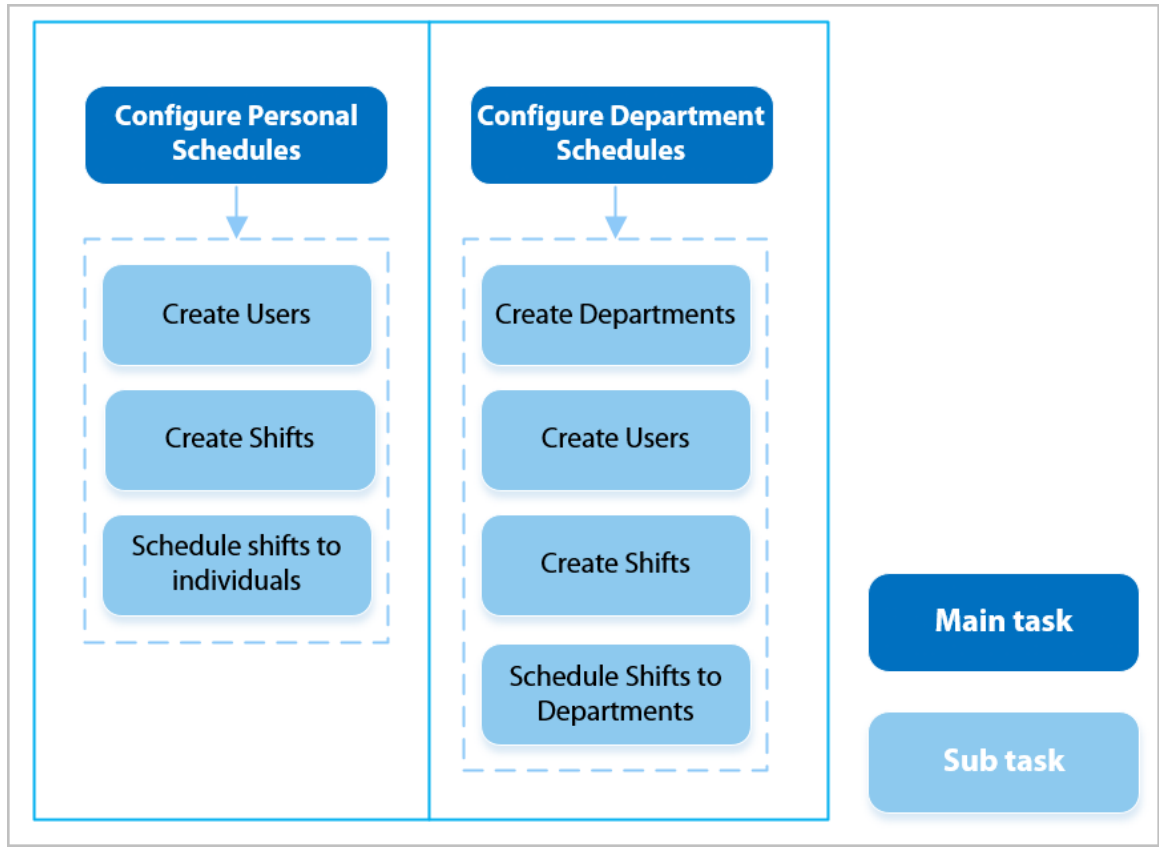 Configure Personal
Schedules
Create Users
Create Shifts
Schedule shifts to
individuals
Configure Department
Schedules
Create Departments
Create Users
Create Shifts
Schedule Shifts to
Departments
Main task
Sub task